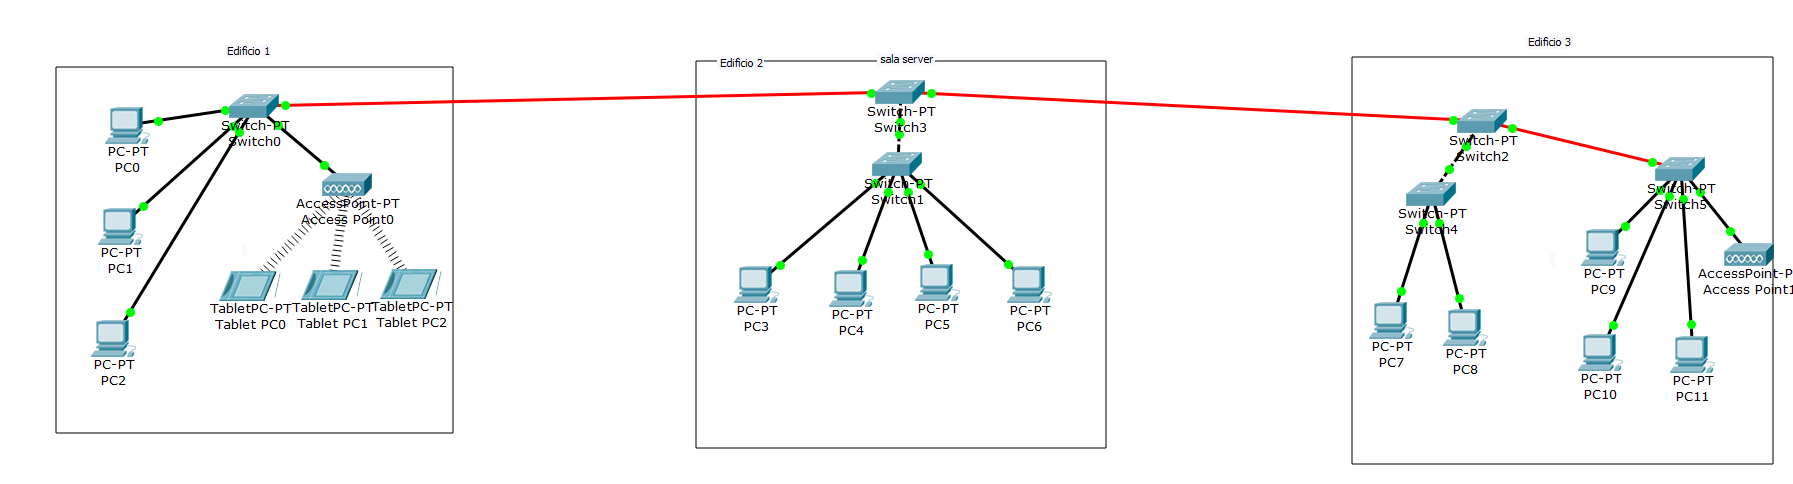 Edificio 1
Switch-PT
Switch0
PC-PT
PC0
AccessPoint-PT
Access Point0
PC-PT
PC1
TabletPC-PT
Tablet PC0
TabletPC-PT
Tablet PC1
TabletPC-PT
Tablet PC2
PC-PT
PC2
Edificio 2
sala server
Switch-PT
Switch3
Switch-PT
Switch1
PC-PT
PC3
PC-PT
PC4
PC-PT
PC5
PC-PT
PC6
Edificio 3
Switch-PT
Switch2
Switch-PT
Switch5
Switch-PT
Switch4
PC-PT
PC9
AccessPoint-P
Access Point1
PC-PT
PC7
PC-PT
PC8
PC-PT
PC10
PC-PT
PC11